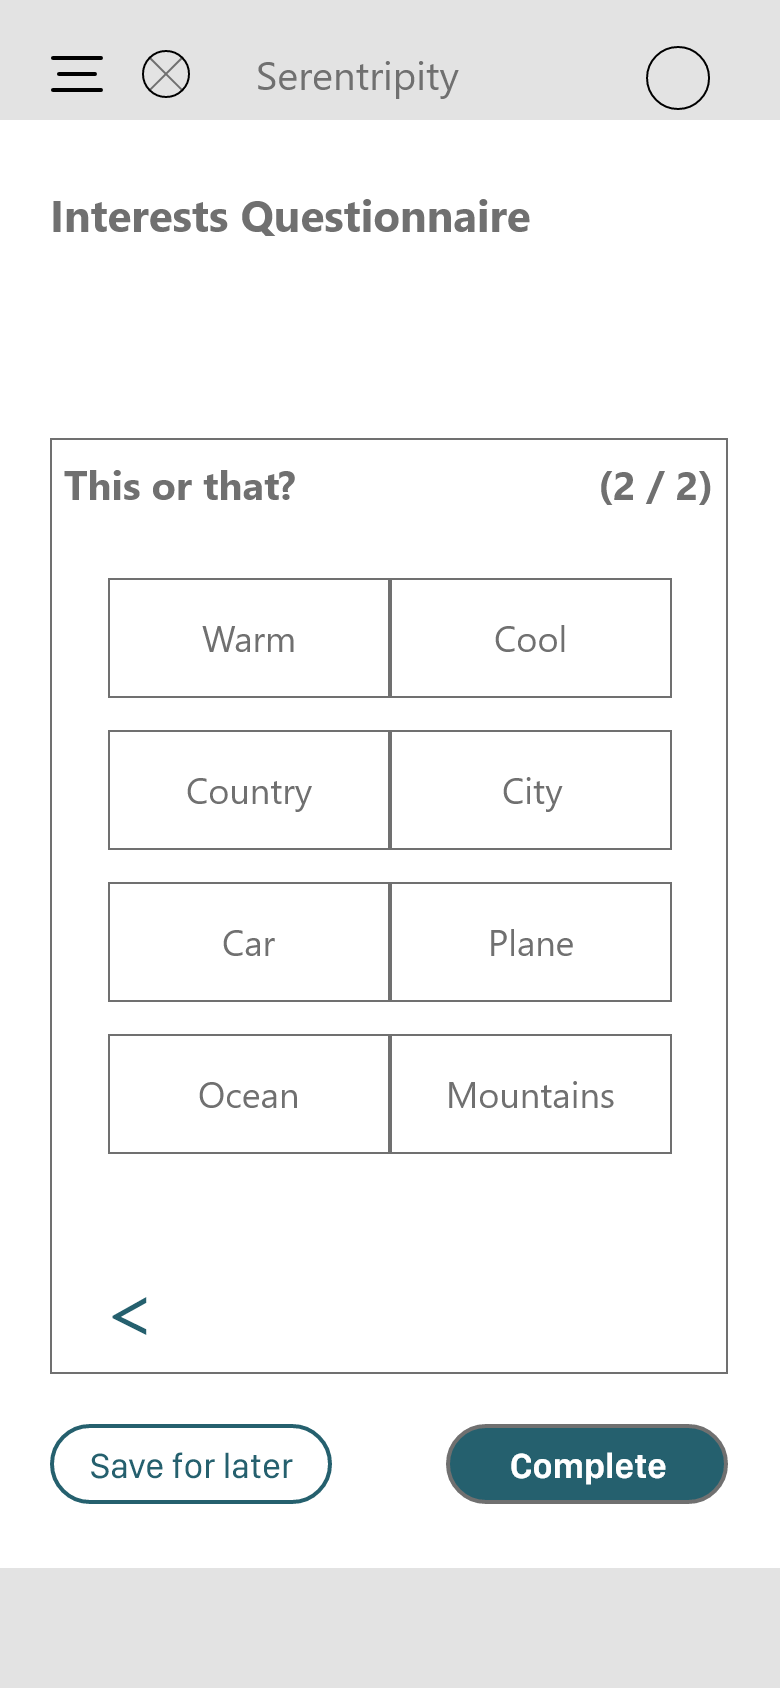 Serentripity
Interests Questionnaire
This or that? (2 / 2)
Warm Cool
Country City
Car Plane
Ocean Mountains
<
Save for later Complete